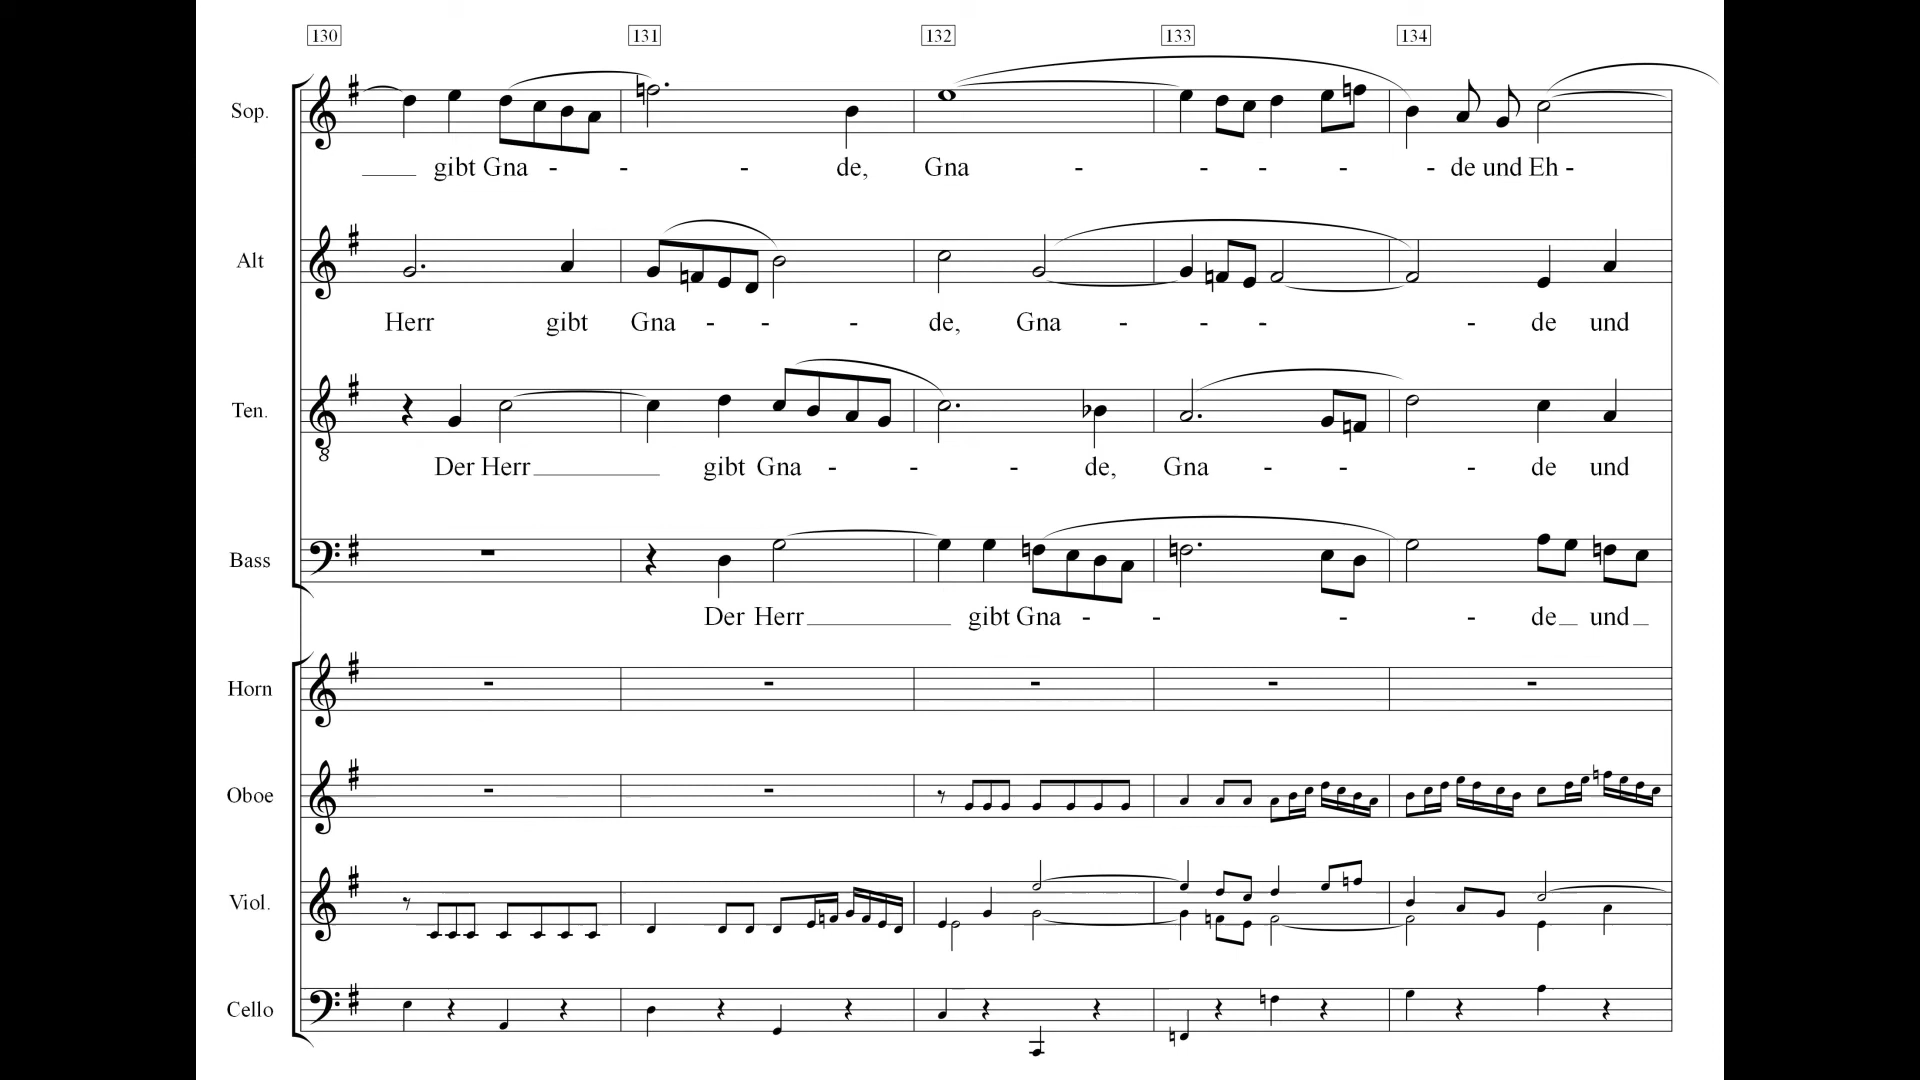 130 131 132 133 134
Sop.
gibt Gna - - - de, Gna - - - - - de und Eh -
Alt
Herr gibt Gna - - - de, Gna - - - - de und
Ten.
8
Der Herr gibt Gna - - - de, Gna - - - de und
Bass
Der Herr gibt Gna - - - - de und
Horn
Oboe
Viol.
Cello